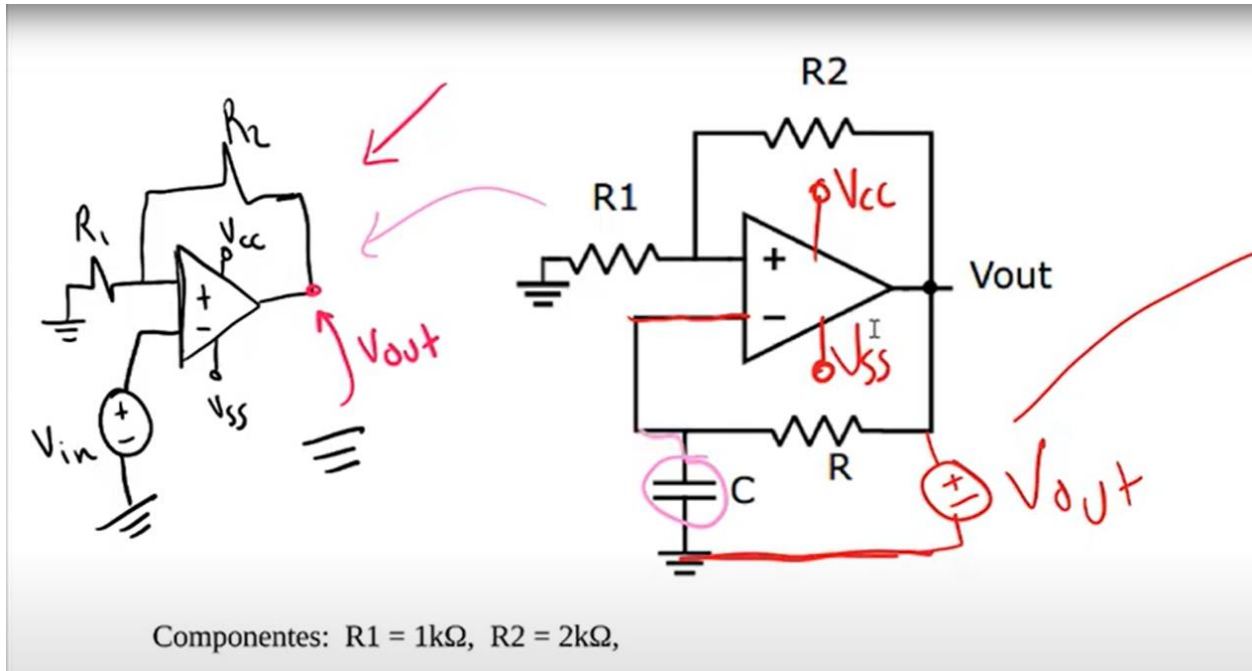 R2
R2
R1
Vcc
R1
Vcc
+
+
Vout
-
-
Vout
Vss
Vss
+
-
Vin
R
C
+
-
Vout
Componentes: R1 = 1kΩ, R2 = 2kΩ,